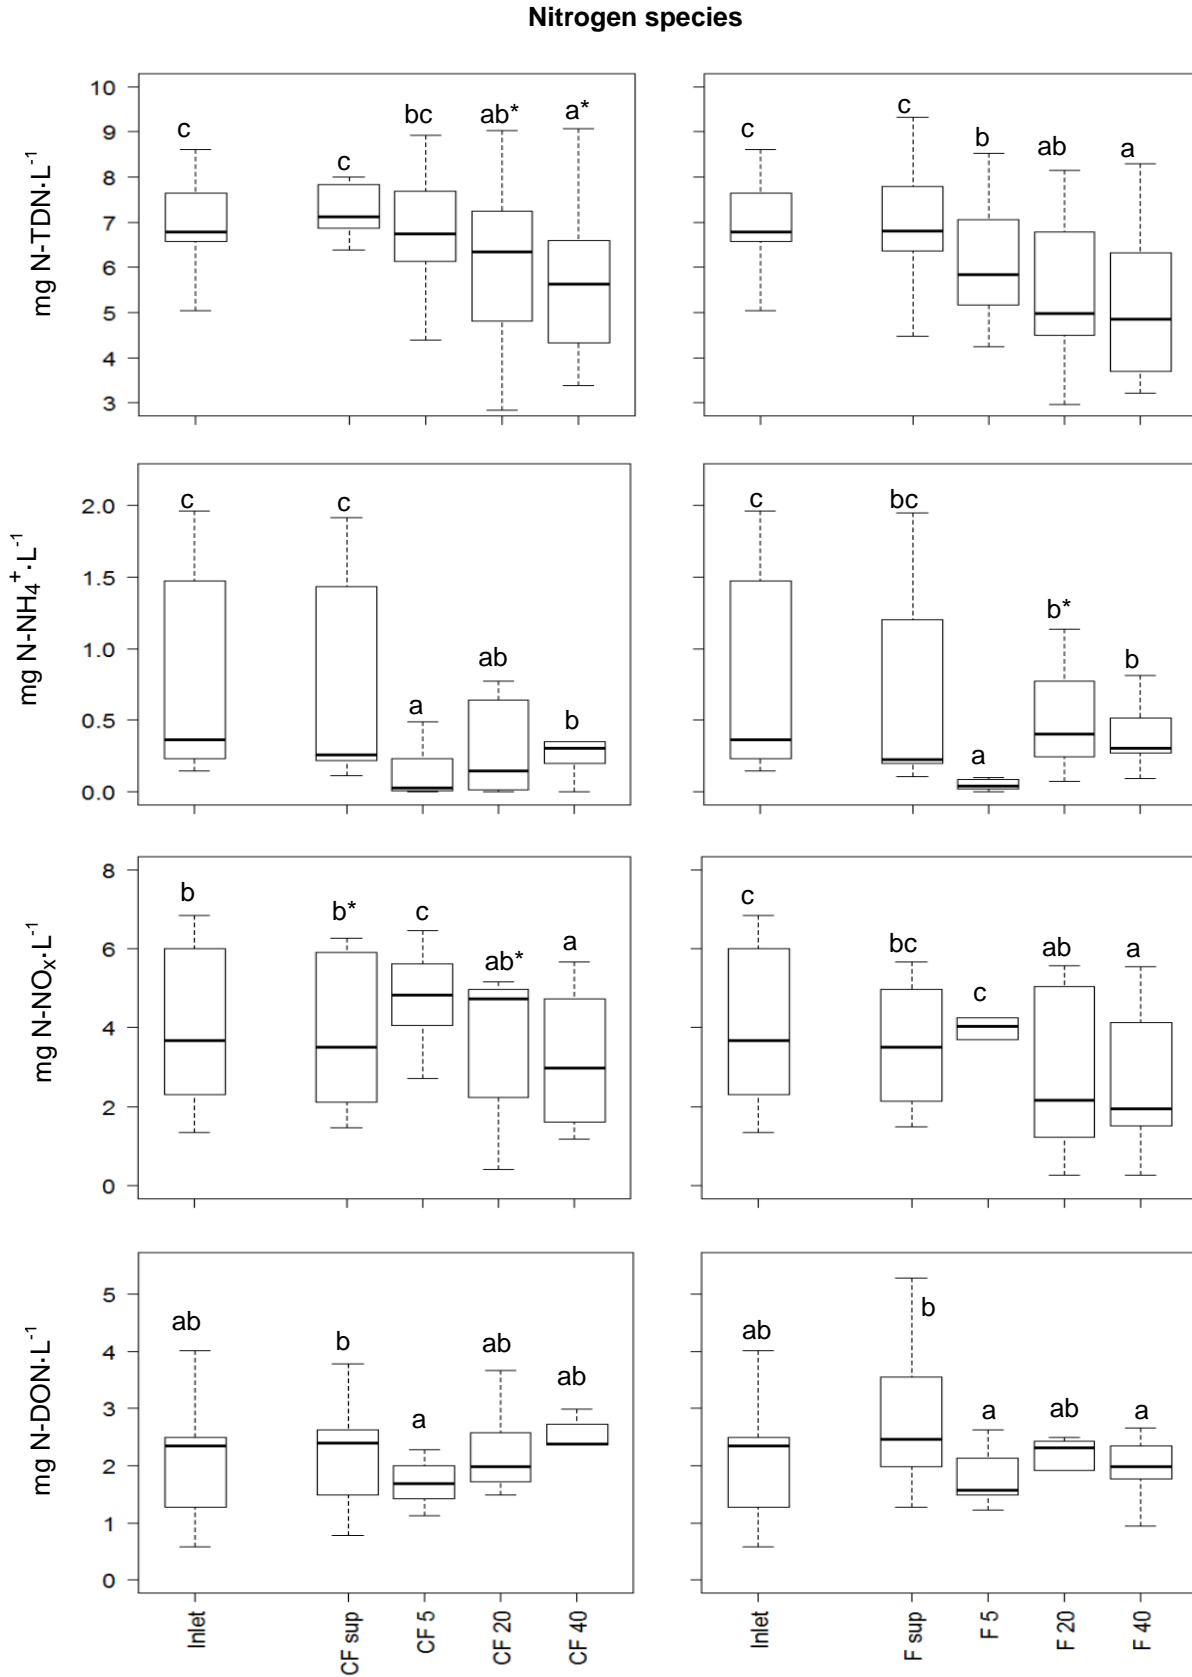 Nitrogen species
mg N-TDN·L-1
10
9
8
7
6
5
4
3
c
c
bc
ab*
a*
c
c
b
ab
a
mg N-NH4+·L-1
2.0
1.5
1.0
0.5
0.0
c
c
a
ab
b
c
bc
a
b*
b
mg N-NOx·L-1
8
6
4
2
0
b
b*
c
ab*
a
c
bc
c
ab
a
mg N-DON·L-1
5
4
3
2
1
0
ab
b
a
ab
ab
ab
b
a
ab
a
Inlet
CF sup
CF 5
CF 20
CF 40
Inlet
F sup
F 5
F 20
F 40